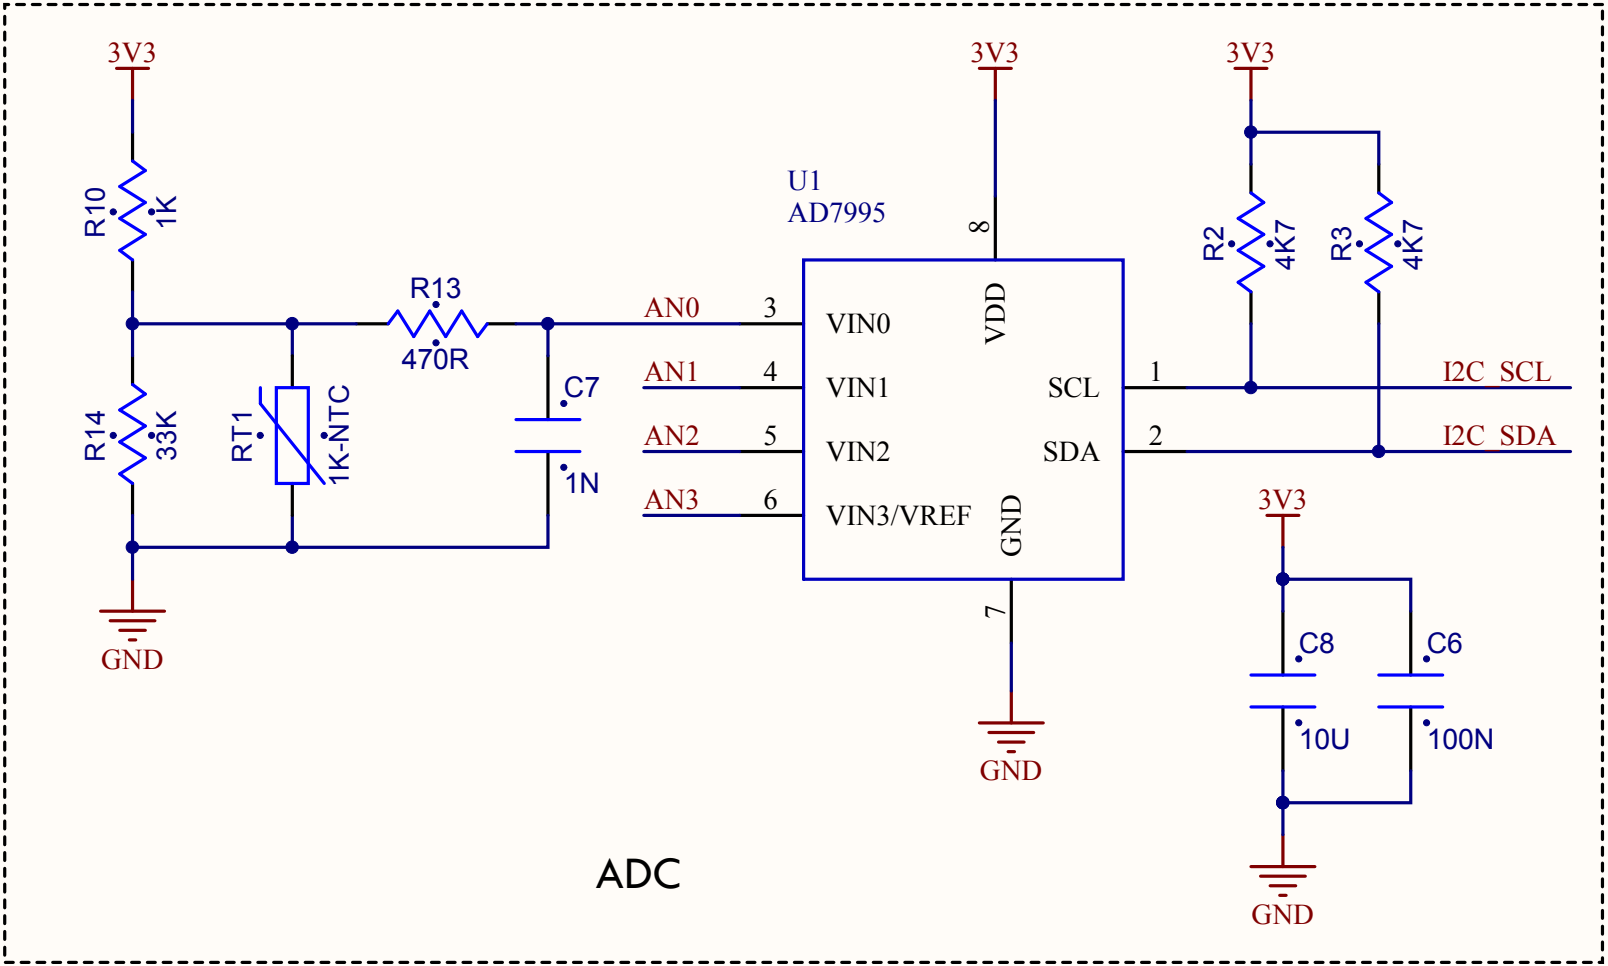 3V3
3V3
3V3
R10
1K
U1
AD7995
8
R2
4K7
R3
4K7
R13
470R
AN0
3
VIN0
VDD
AN1
4
VIN1
SCL
1
I2C_SCL
R14
33K
RT1
1K-NTC
C7
1N
AN2
5
VIN2
SDA
2
I2C_SDA
AN3
6
VIN3/VREF
GND
7
3V3
GND
C8
10U
C6
100N
GND
GND
ADC